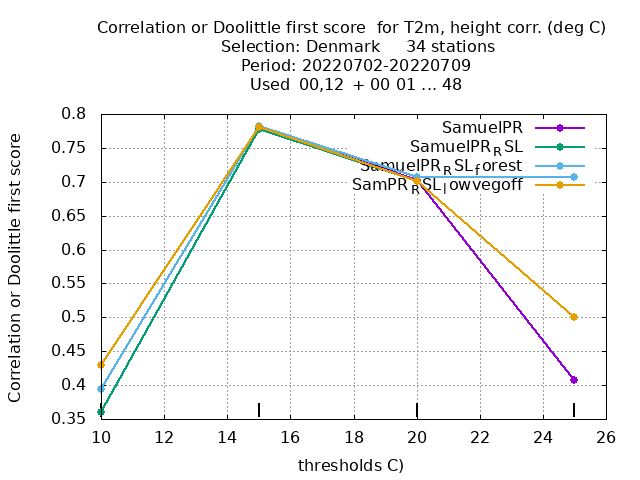 Correlation or Doolittle first score  for T2m, height corr. (deg C)
Selection: Denmark     34 stations
Period: 20220702-20220709
Used  00,12  + 00 01 ... 48
Correlation or Doolittle first score
0.8
0.75
0.7
0.65
0.6
0.55
0.5
0.45
0.4
0.35
SamuelPR
SamuelPR_RSL
SamuelPR_RSL_forest
SamPR_RSL_lowvegoff
10 12 14 16 18 20 22 24 26
thresholds C)